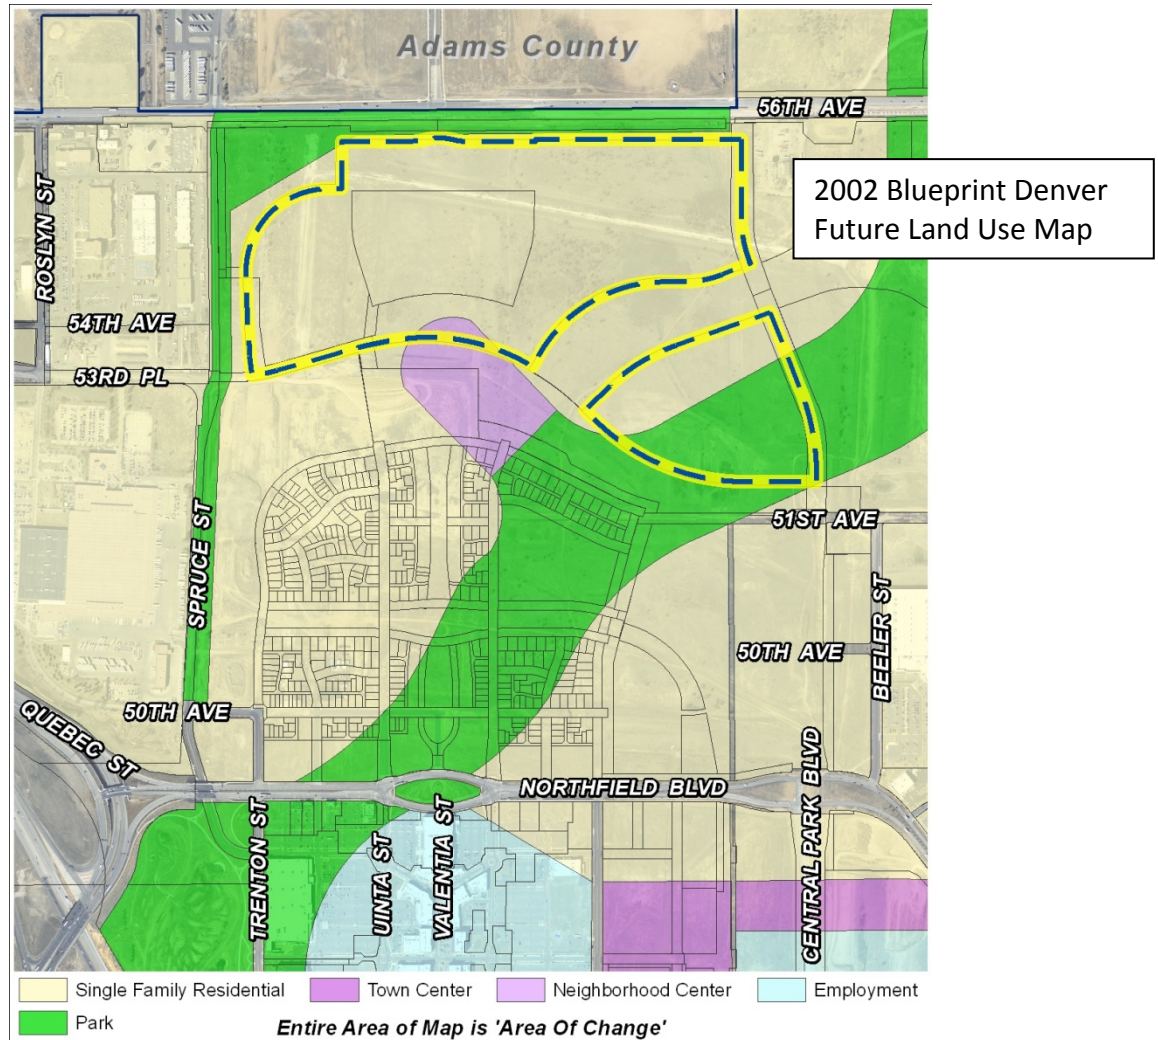 Adams County
56TH AVE
2002 Blueprint Denver
Future Land Use Map
ROSLYN ST
54TH AVE
53RD PL
SPRUCE ST
51ST AVE
50TH AVE
BEELER ST
50TH AVE
QUEBEC ST
NORTHFIELD BLVD
CENTRAL PARK BLVD
TRENTON ST
UINTA ST
VALENTIA ST
Single Family Residential
Town Center
Neighborhood Center
Employment
Park
Entire Area of Map is 'Area Of Change'